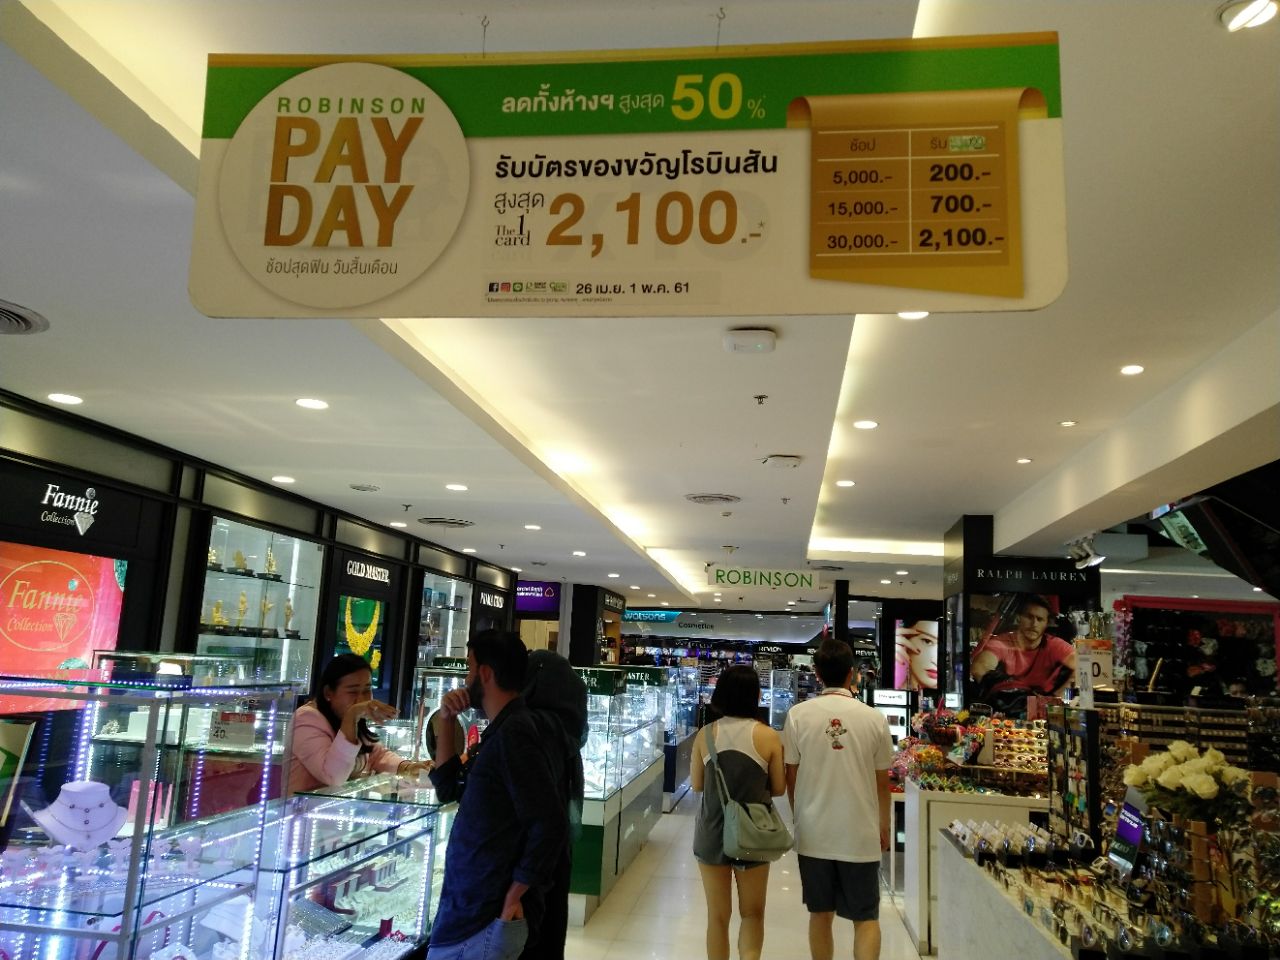 ROBINSON
PAY
DAY
ช้อปสุดฟิน วันสิ้นเดือน
ลดทั้งห้างฯ สูงสุด 50%
รับบัตรของขวัญโรบินสัน
สูงสุด 2,100.-*
The 1 card
26 เม.ย. 1 พ.ค. 61
ช้อป รับ
5,000.- 200.-
15,000.- 700.-
30,000.- 2,100.-
Fannie
Collection
Fannie
Collection
GOLD MASTER
ROBINSON
watsons
Cosmetics
REVLON
RALPH LAUREN